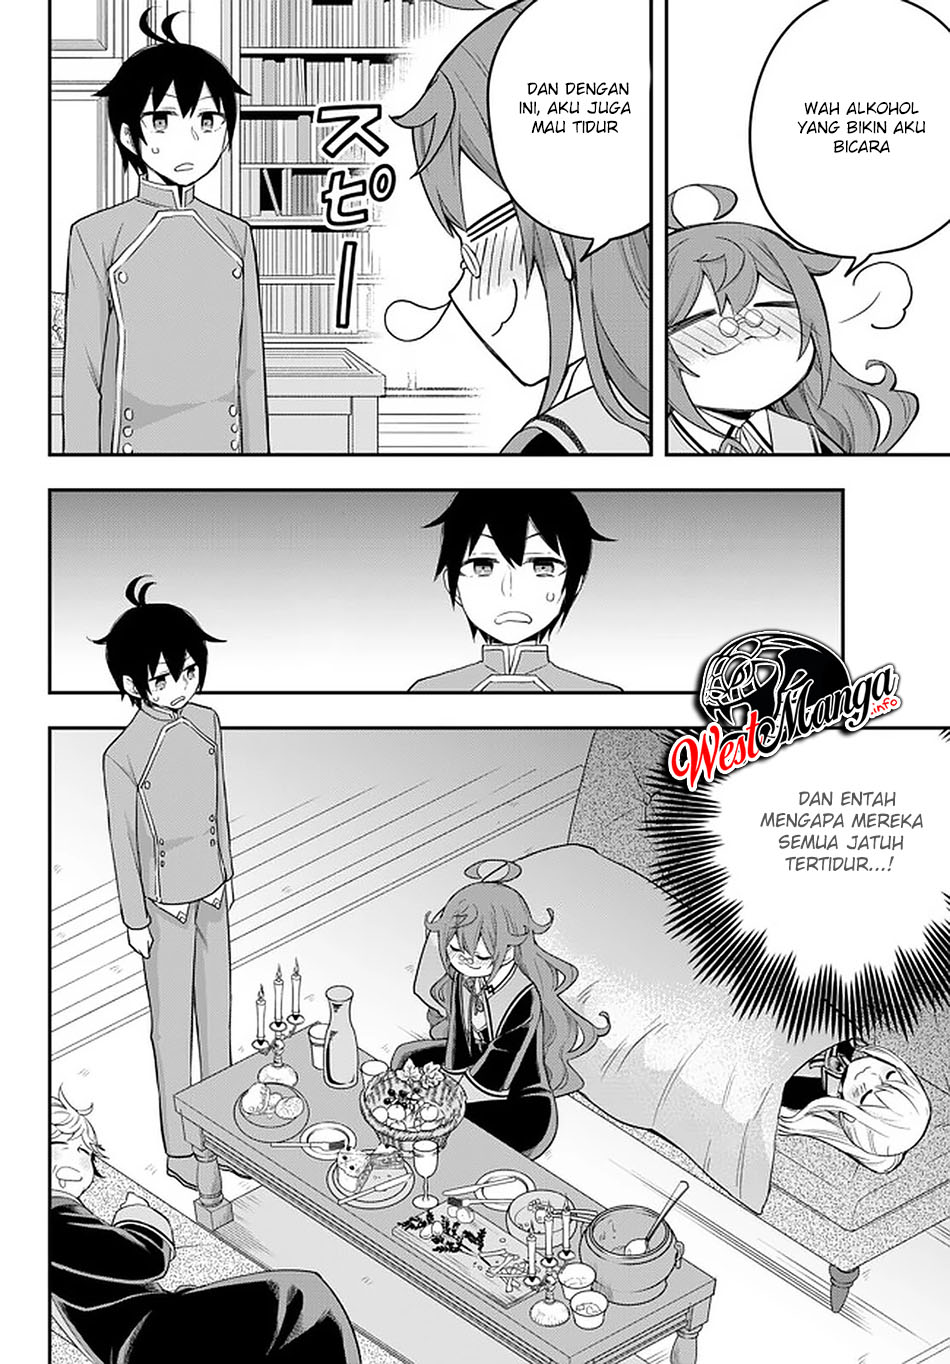 WAH ALKOHOL
YANG BIKIN AKU
BICARA
DAN DENGAN
INI, AKU JUGA
MAU TIDUR
スピー
WestManga
.info
DAN ENTAH
MENGAPA MEREKA
SEMUA JATUH
TERTIDUR...!